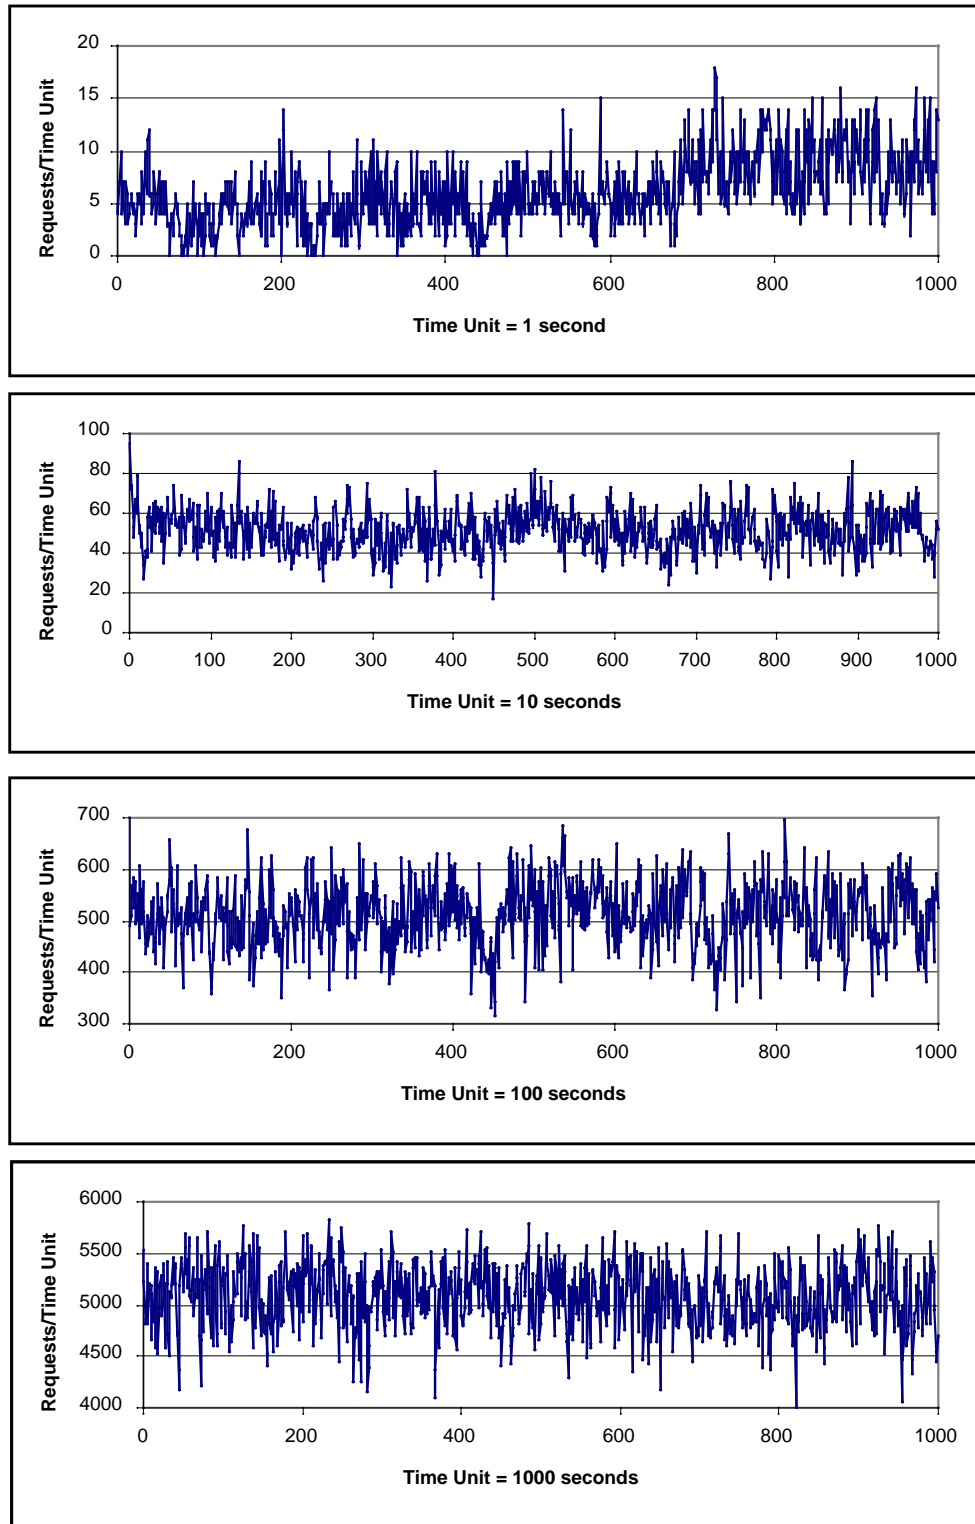 Requests/Time Unit
20
15
10
5
0
0 200 400 600 800 1000
Time Unit = 1 second
Requests/Time Unit
100
80
60
40
20
0
0 100 200 300 400 500 600 700 800 900 1000
Time Unit = 10 seconds
Requests/Time Unit
700
600
500
400
300
0 200 400 600 800 1000
Time Unit = 100 seconds
Requests/Time Unit
6000
5500
5000
4500
4000
0 200 400 600 800 1000
Time Unit = 1000 seconds